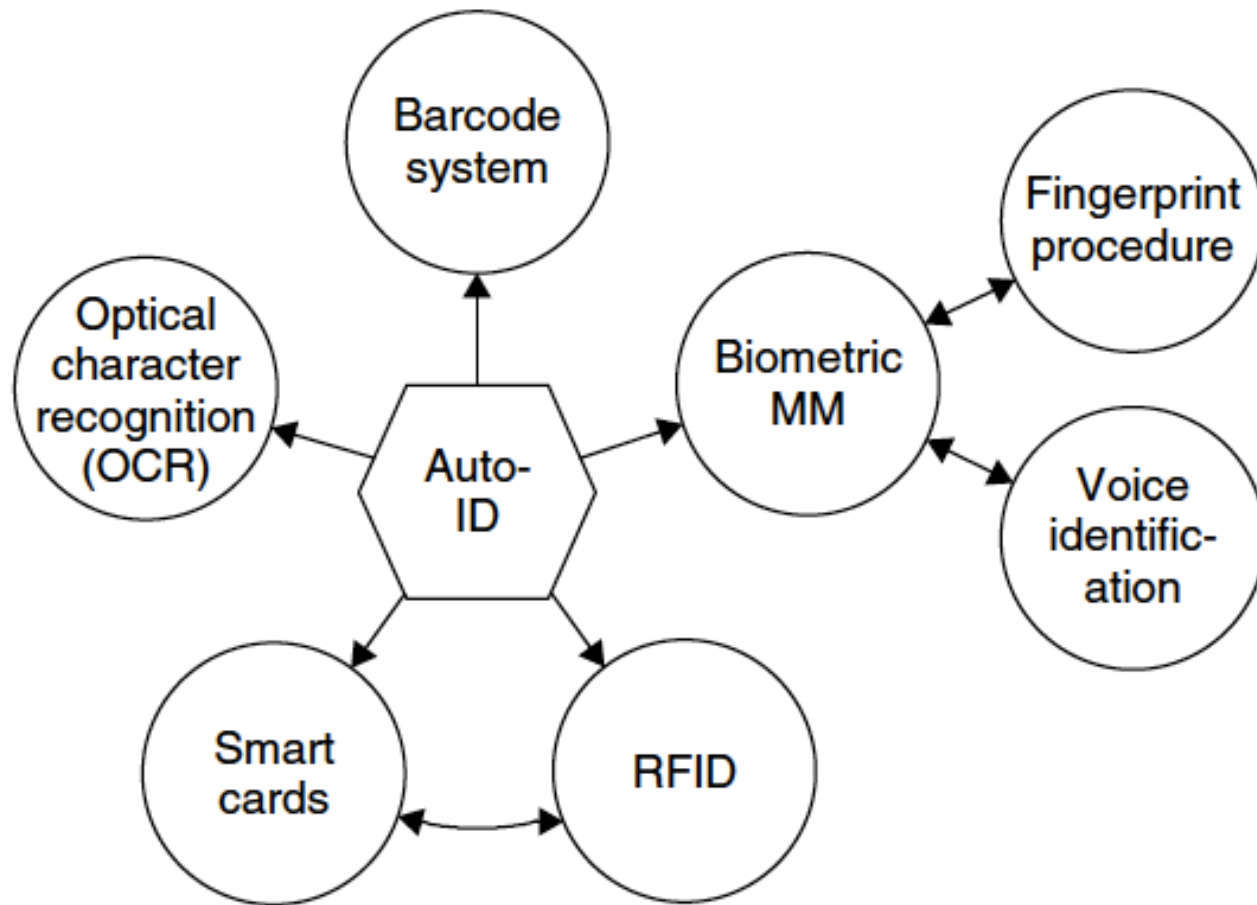 Barcode
system
Fingerprint
procedure
Optical
character
recognition
(OCR)
Biometric
MM
Auto-
ID
Voice
identific-
ation
Smart
cards
RFID